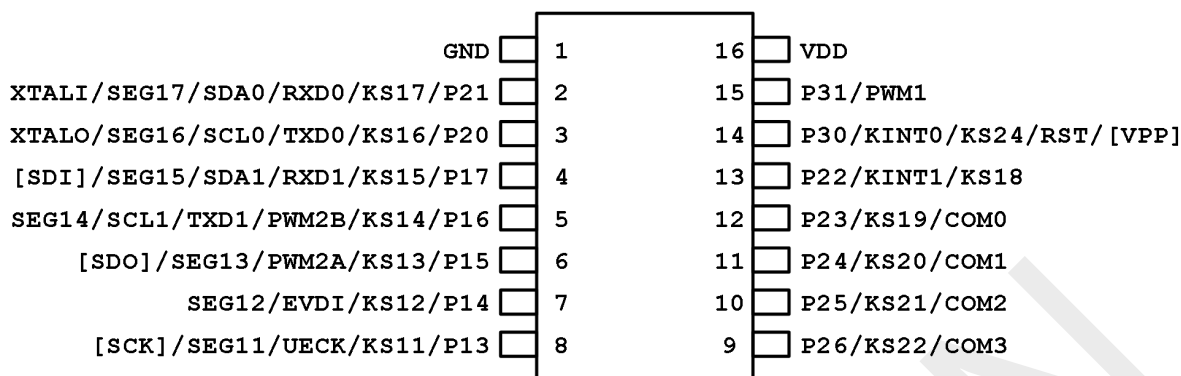 GND 1 16 VDD
XTALI/SEG17/SDA0/RXD0/KS17/P21 2 15 P31/PWM1
XTALO/SEG16/SCL0/TXD0/KS16/P20 3 14 P30/KINT0/KS24/RST/[VPP]
[SDI]/SEG15/SDA1/RXD1/KS15/P17 4 13 P22/KINT1/KS18
SEG14/SCL1/TXD1/PWM2B/KS14/P16 5 12 P23/KS19/COM0
[SDO]/SEG13/PWM2A/KS13/P15 6 11 P24/KS20/COM1
SEG12/EVDI/KS12/P14 7 10 P25/KS21/COM2
[SCK]/SEG11/UECK/KS11/P13 8 9 P26/KS22/COM3